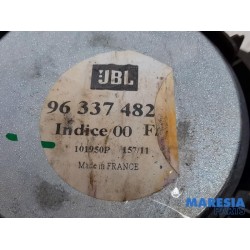 JBL
96 337 482
Indice 00
101950P 157/11
Made in FRANCE
MARESIA